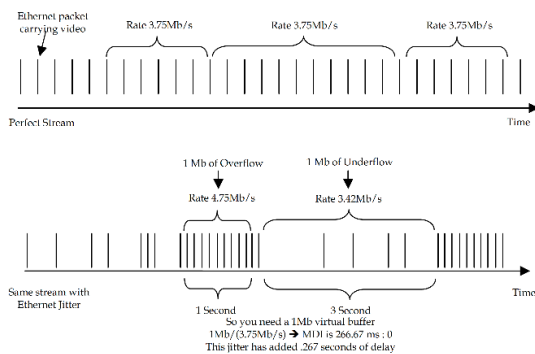 Ethernet packet
carrying video
Rate 3.75Mb/s
Rate 3.75Mb/s
Rate 3.75Mb/s
Perfect Stream
Time
1 Mb of Overflow
1 Mb of Underflow
Rate 4.75Mb/s
Rate 3.42Mb/s
Same stream with
Ethernet Jitter
Time
1 Second
3 Second
So you need a 1Mb virtual buffer
1Mb/(3.75Mb/s) ➔ MDI is 266.67 ms : 0
This jitter has added .267 seconds of delay